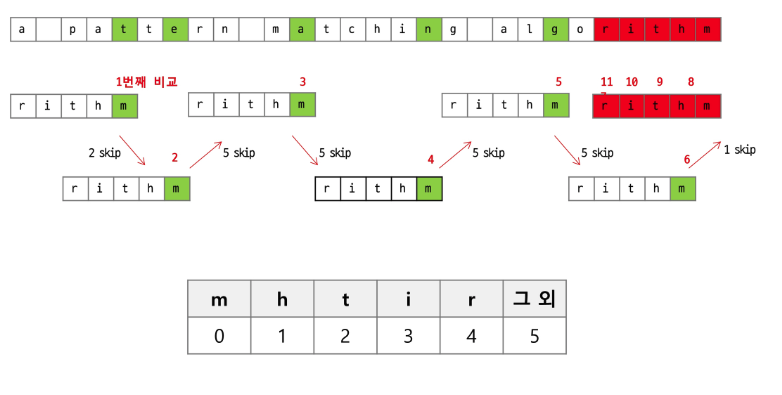 a p a t t e r n m a t c h i n g a l g o r i t h m
1번째 비교 3 5 11 10 9 8
7
r i t h m r i t h m r i t h m r i t h m
2 skip 2 5 skip 5 skip 4 5 skip 5 skip 6 1 skip
r i t h m r i t h m r i t h m
m h t i r 그 외
0 1 2 3 4 5